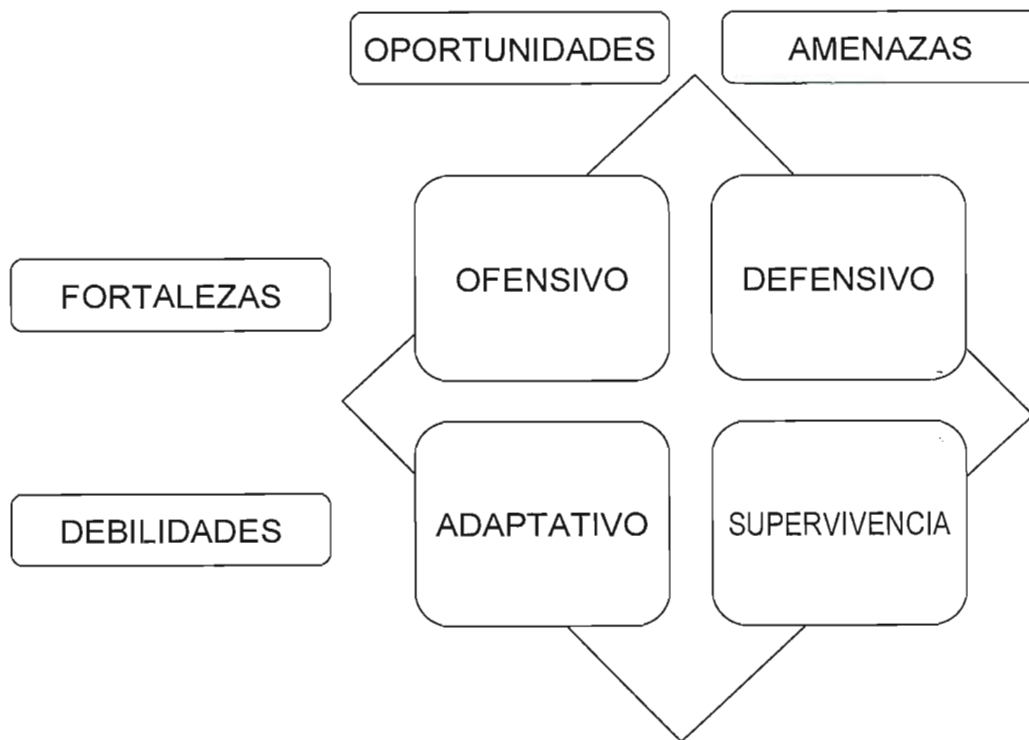 OPORTUNIDADES
AMENAZAS
FORTALEZAS
OFENSIVO
DEFENSIVO
DEBILIDADES
ADAPTATIVO
SUPERVIVENCIA